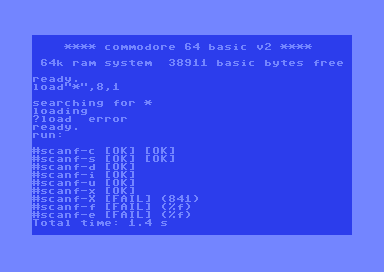 **** commodore 64 basic v2 ****
64k ram system  38911 basic bytes free
ready.
load"*",8,1
searching for *
loading
?load  error
ready.
run:
#scanf-c [OK] [OK]
#scanf-s [OK] [OK]
#scanf-d [OK]
#scanf-i [OK]
#scanf-u [OK]
#scanf-x [OK]
#scanf-X [FAIL] (841)
#scanf-f [FAIL] (%f)
#scanf-e [FAIL] (%f)
Total time: 1.4 s